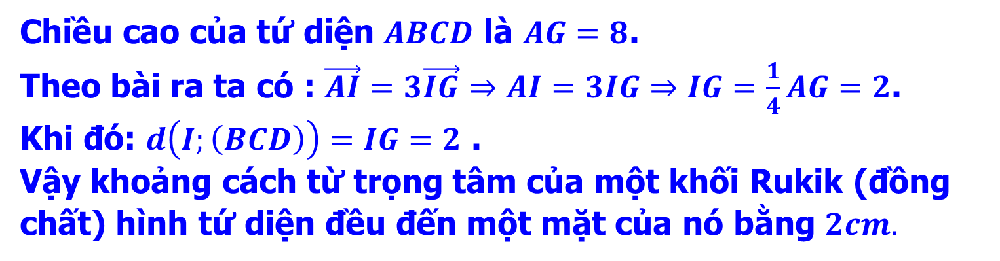 Chiều cao của tứ diện $ABCD$ là $AG = 8$.
Theo bài ra ta có : $\overrightarrow{AI} = 3\overrightarrow{IG} \Rightarrow AI = 3IG \Rightarrow IG = \frac{1}{4}AG = 2$.
Khi đó: $d(I; (BCD)) = IG = 2$ .
Vậy khoảng cách từ trọng tâm của một khối Rukik (đồng
chất) hình tứ diện đều đến một mặt của nó bằng $2cm$.